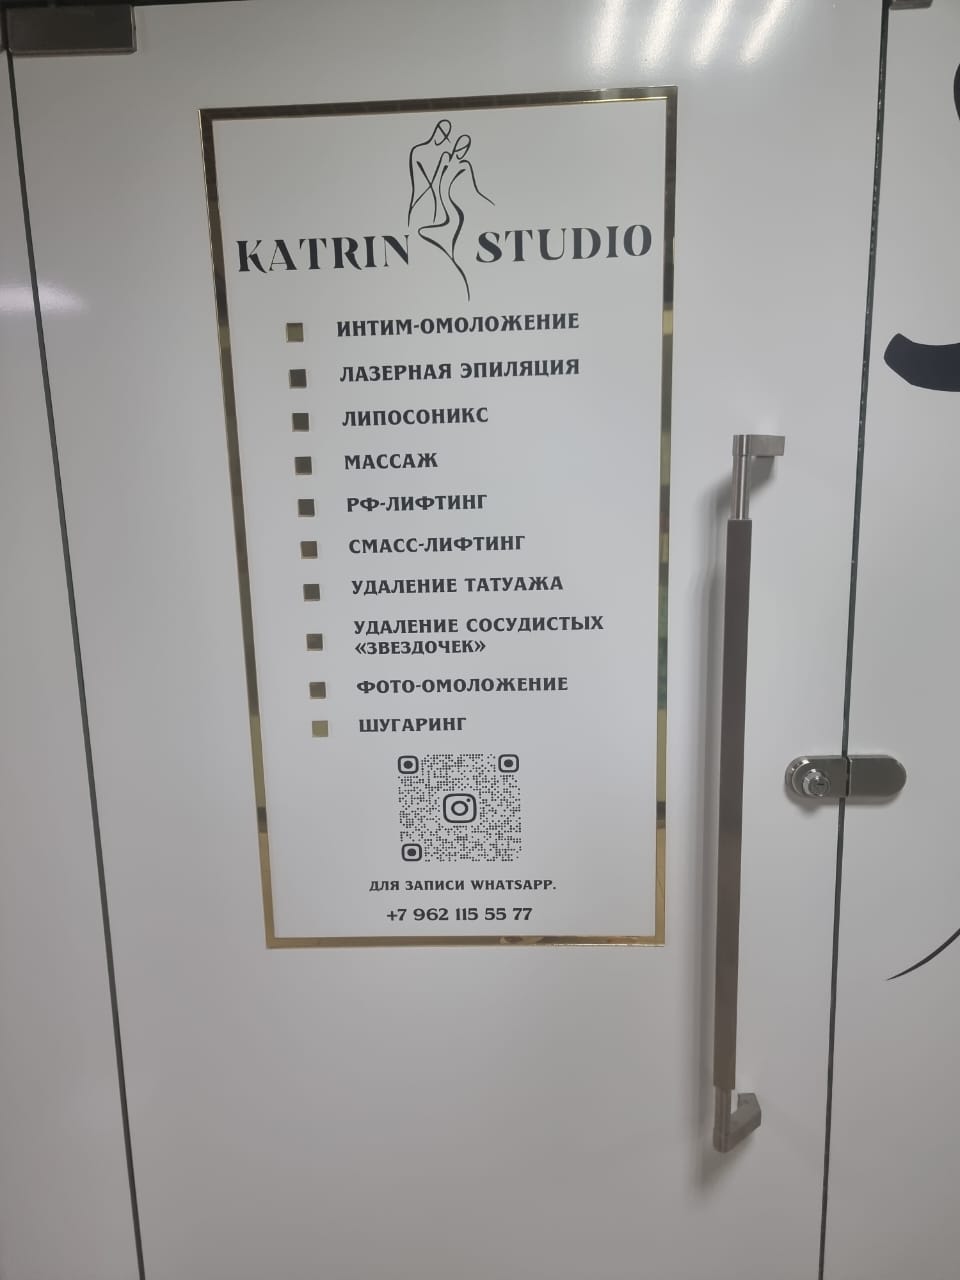 KATRIN STUDIO
ИНТИМ-ОМОЛОЖЕНИЕ
ЛАЗЕРНАЯ ЭПИЛЯЦИЯ
ЛИПОСОНИКС
МАССАЖ
РФ-ЛИФТИНГ
СМАСС-ЛИФТИНГ
УДАЛЕНИЕ ТАТУАЖА
УДАЛЕНИЕ СОСУДИСТЫХ
«ЗВЕЗДОЧЕК»
ФОТО-ОМОЛОЖЕНИЕ
ШУГАРИНГ
ДЛЯ ЗАПИСИ WHATSAPP.
+7 962 115 55 77